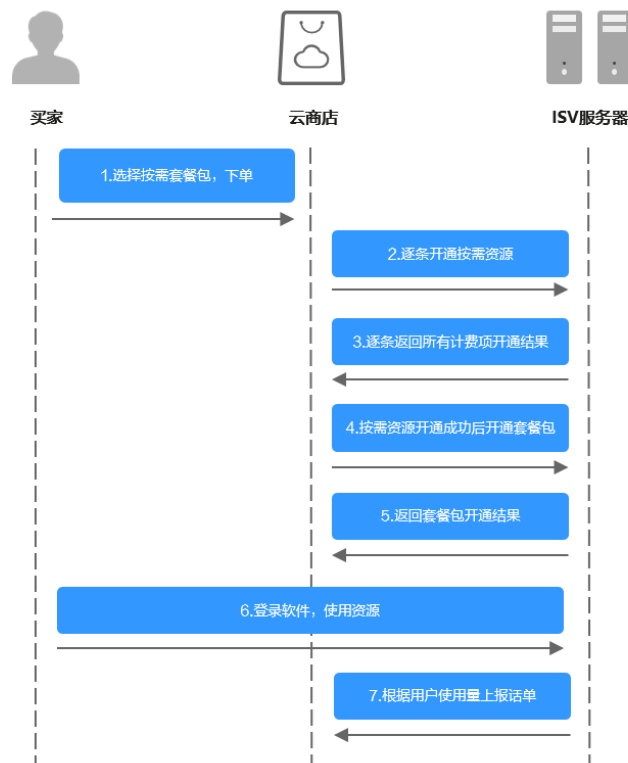 买家
云商店
ISV服务器
1.选择按需套餐包，下单
2.逐条开通按需资源
3.逐条返回所有计费项开通结果
4.按需资源开通成功后开通套餐包
5.返回套餐包开通结果
6.登录软件，使用资源
7.根据用户使用量上报话单